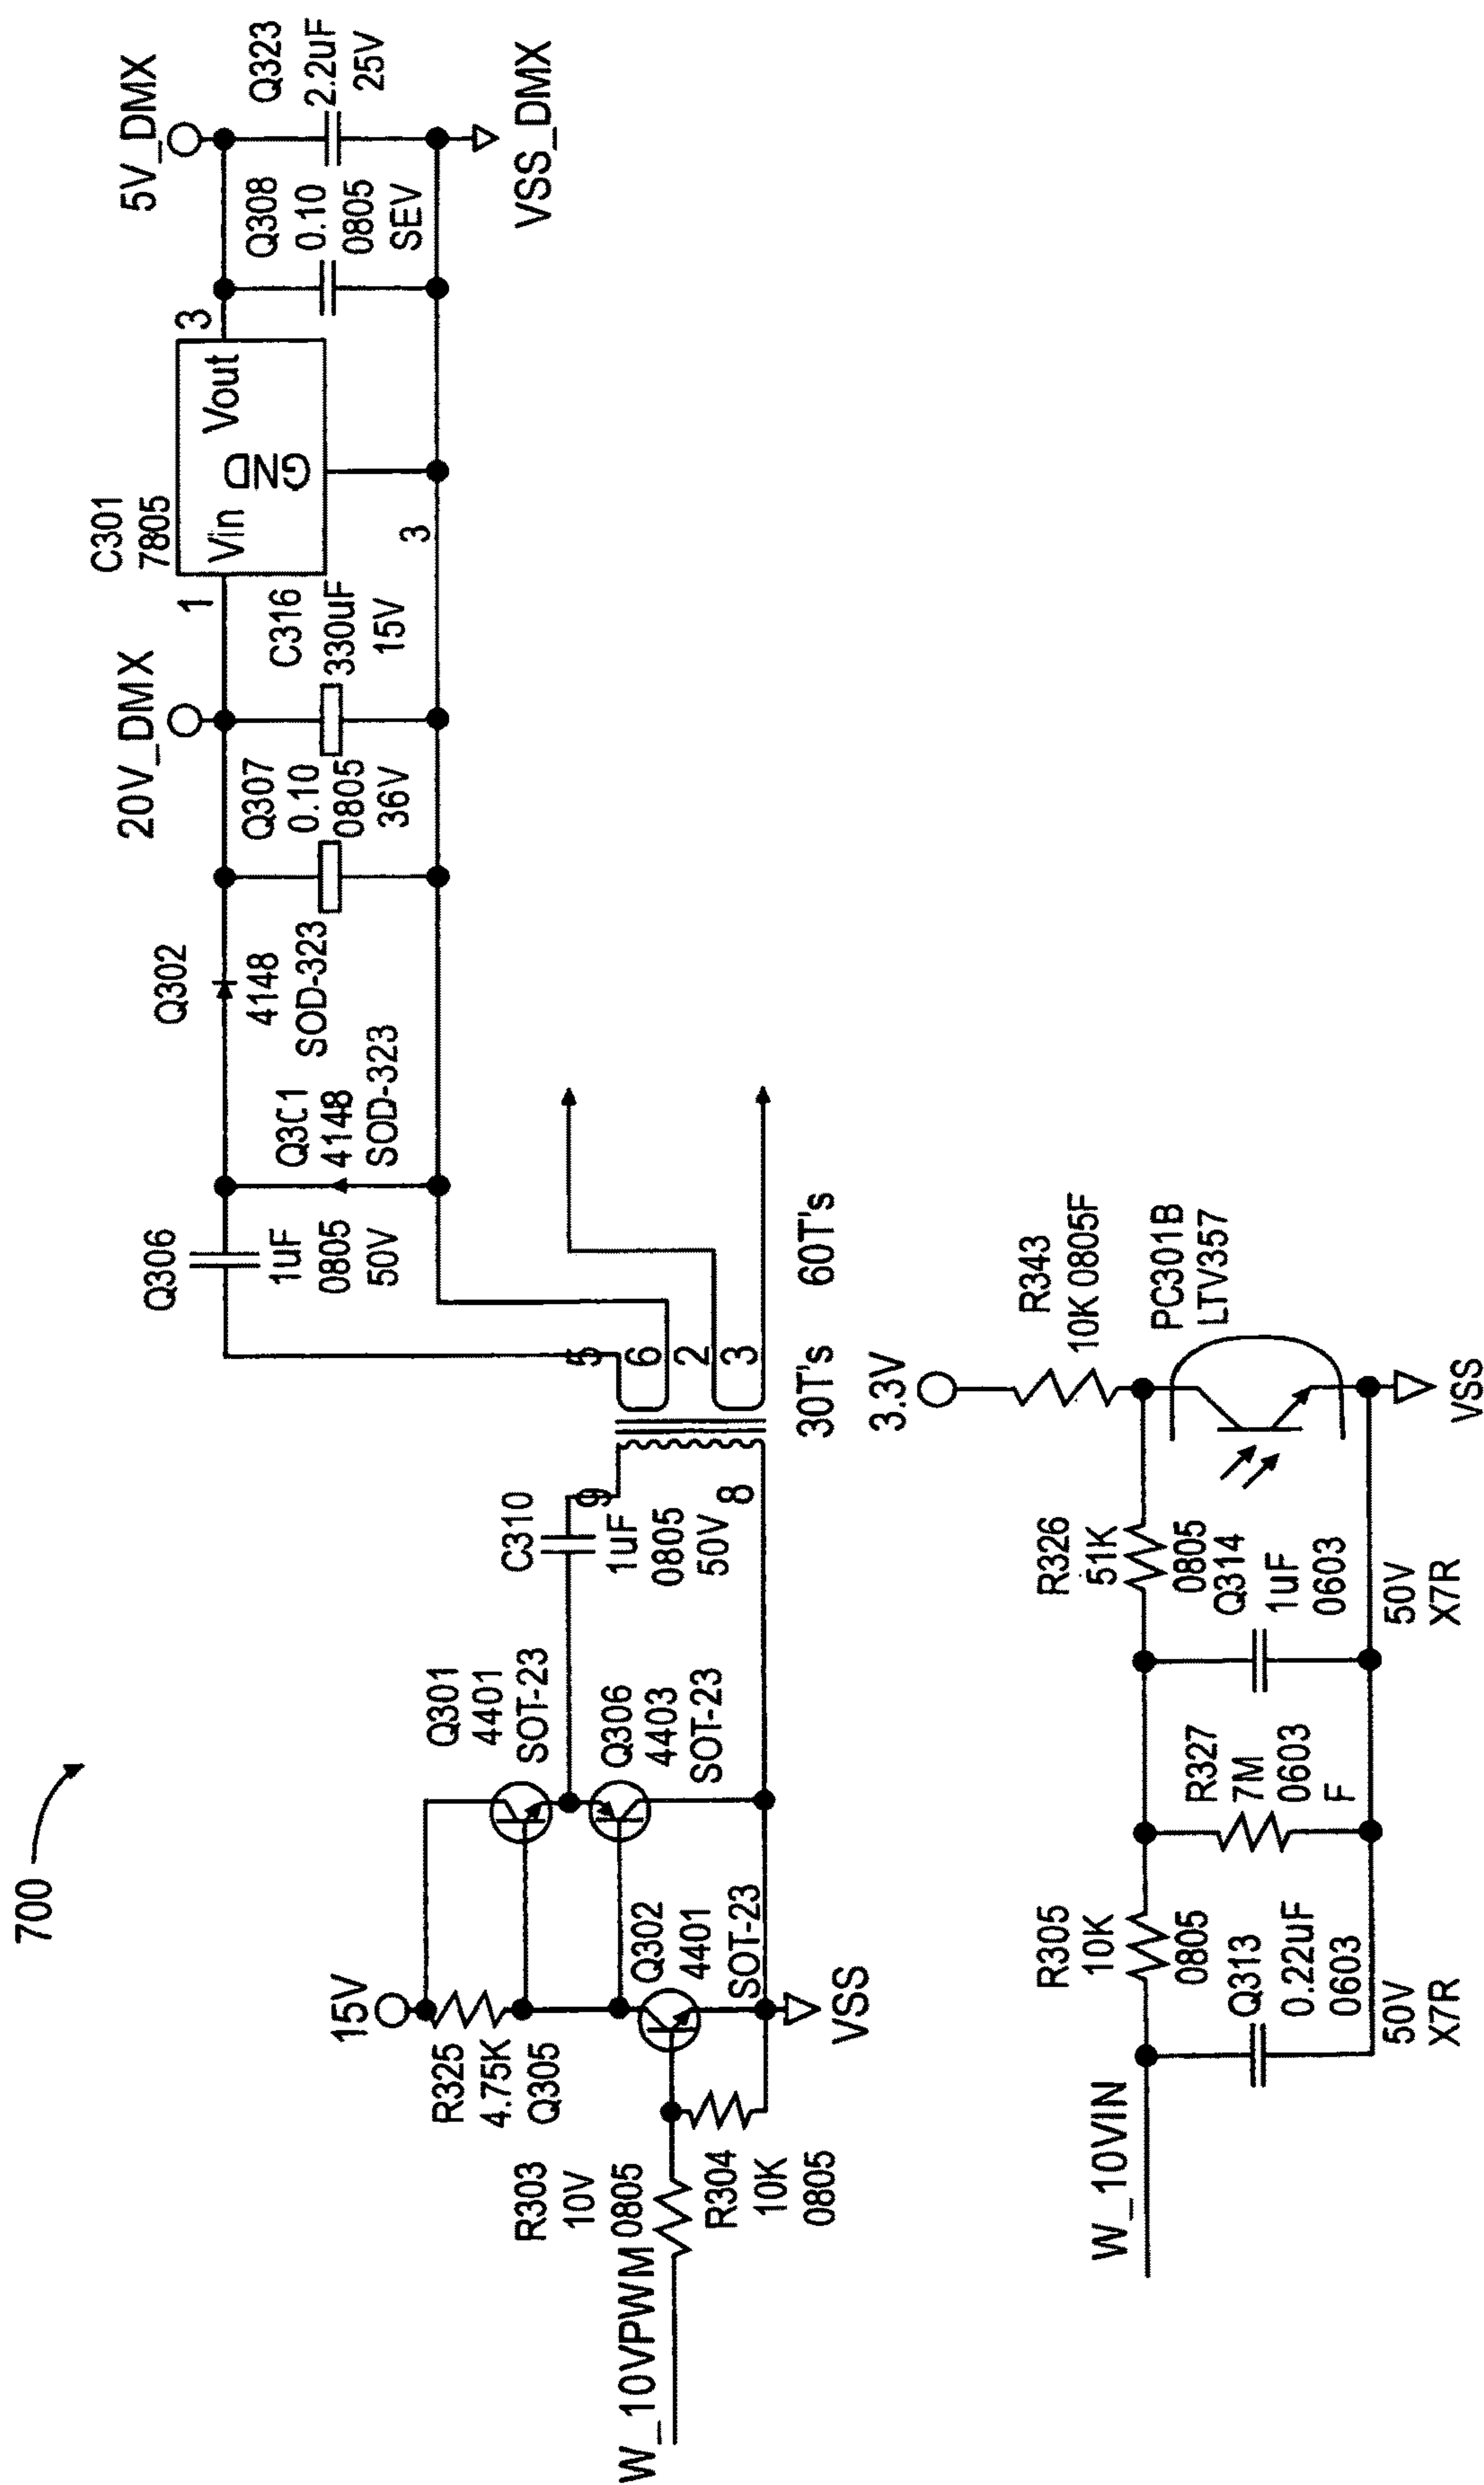 700
W_10VPWM
R303
10V
0805
R304
10K
0805
15V
R325
4.75K
Q305
Q302
4401
SOT-23
VSS
Q301
4401
SOT-23
Q306
4403
SOT-23
C310
1uF
0805
50V
9
8
5
6
2
3
30T's
60T's
Q306
1uF
0805
50V
Q3C1
4148
SOD-323
Q302
4148
SOD-323
20V_DMX
Q307
0.10
0805
36V
C316
330uF
15V
C301
7805
1
Vin
GND
Vout
3
3
5V_DMX
Q308
0.10
0805
SEV
Q323
2.2uF
25V
VSS_DMX
W_10VIN
R305
10K
0805
Q313
0.22uF
0603
50V
X7R
R327
7M
0603
F
R326
51K
0805
Q314
1uF
0603
50V
X7R
3.3V
R343
10K 0805F
PC301B
LTV357
VSS